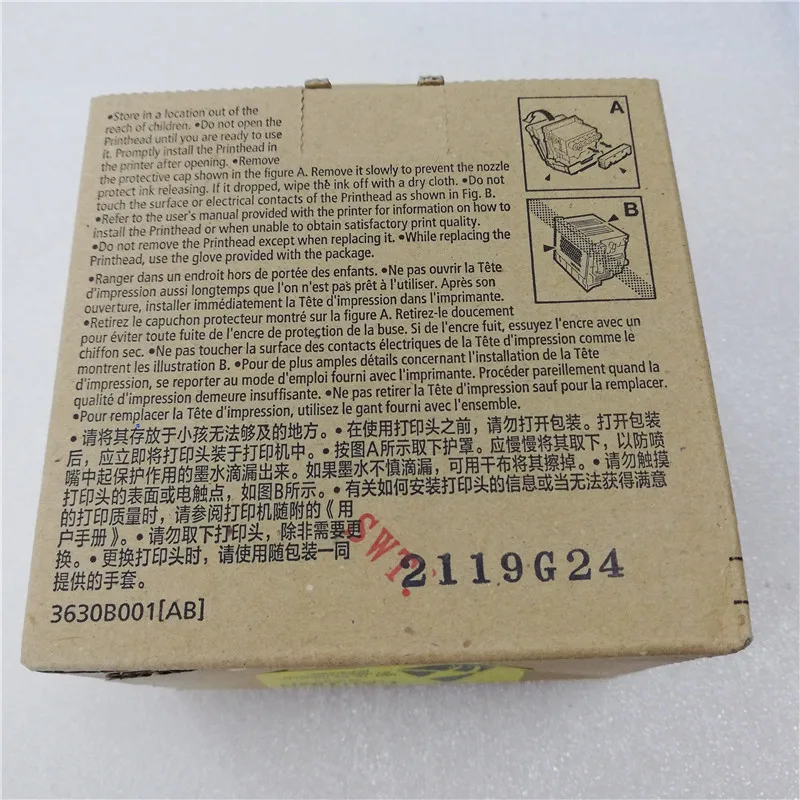 •Store in a location out of the
reach of children. •Do not open the
Printhead until you are ready to use
it. Promptly install the Printhead in
the printer after opening. •Remove
the protective cap shown in the figure A. Remove it slowly to prevent the nozzle
protect ink releasing. If it dropped, wipe the ink off with a dry cloth. •Do not
touch the surface or electrical contacts of the Printhead as shown in Fig. B.
•Refer to the user's manual provided with the printer for information on how to
install the Printhead or when unable to obtain satisfactory print quality.
•Do not remove the Printhead except when replacing it. •While replacing the
Printhead, use the glove provided with the package.
A
B
•Ranger dans un endroit hors de portée des enfants. •Ne pas ouvrir la Tête
d'impression aussi longtemps que l'on n'est pas prêt à l'utiliser. Après son
ouverture, installer immédiatement la Tête d'impression dans l'imprimante.
•Retirez le capuchon protecteur montré sur la figure A. Retirez-le doucement
pour éviter toute fuite de l'encre de protection de la buse. Si de l'encre fuit, essuyez l'encre avec un
chiffon sec. •Ne pas toucher la surface des contacts électriques de la Tête d'impression comme le
montrent les illustration B. •Pour de plus amples détails concernant l'installation de la Tête
d'impression, se reporter au mode d'emploi fourni avec l'imprimante. Procéder pareillement quand la
qualité d'impression demeure insuffisante. •Ne pas retirer la Tête d'impression sauf pour la remplacer.
•Pour remplacer la Tête d'impression, utilisez le gant fourni avec l'ensemble.
•请将其存放于小孩无法够及的地方。•在使用打印头之前，请勿打开包装。打开包装
后，应立即将打印头装于打印机中。•按图A所示取下护罩。应慢慢将其取下，以防喷
嘴中起保护作用的墨水滴漏出来。如果墨水不慎滴漏，可用干布将其擦掉。•请勿触摸
打印头的表面或电触点，如图B所示。•有关如何安装打印头的信息或当无法获得满意
的打印质量时，请参阅打印机随附的《用
户手册》。•请勿取下打印头，除非需要更
换。•更换打印头时，请使用随包装一同
提供的手套。
SWT.
2119G24
3630B001[AB]